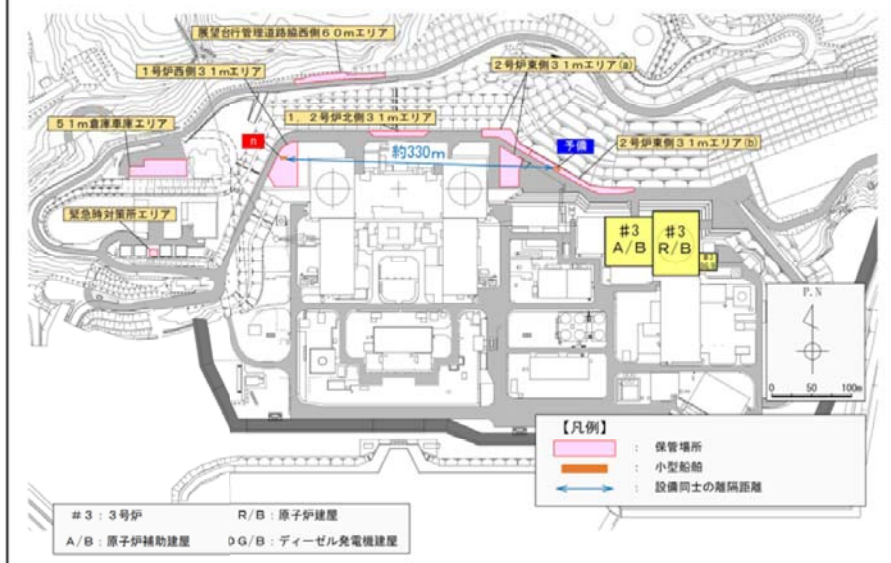 展望台行管理道路脇西側60mエリア
1号炉西側31mエリア
2号炉東側31mエリア(a)
51m倉庫車庫エリア
1,2号炉北側31mエリア
n
予備
2号炉東側31mエリア(b)
約330m
緊急時対策所エリア
#3 A/B
#3 R/B
P.N
0 50 100m
【凡例】
: 保管場所
: 小型船舶
: 設備同士の離隔距離
#3:3号炉 R/B:原子炉建屋
A/B:原子炉補助建屋 DG/B:ディーゼル発電機建屋